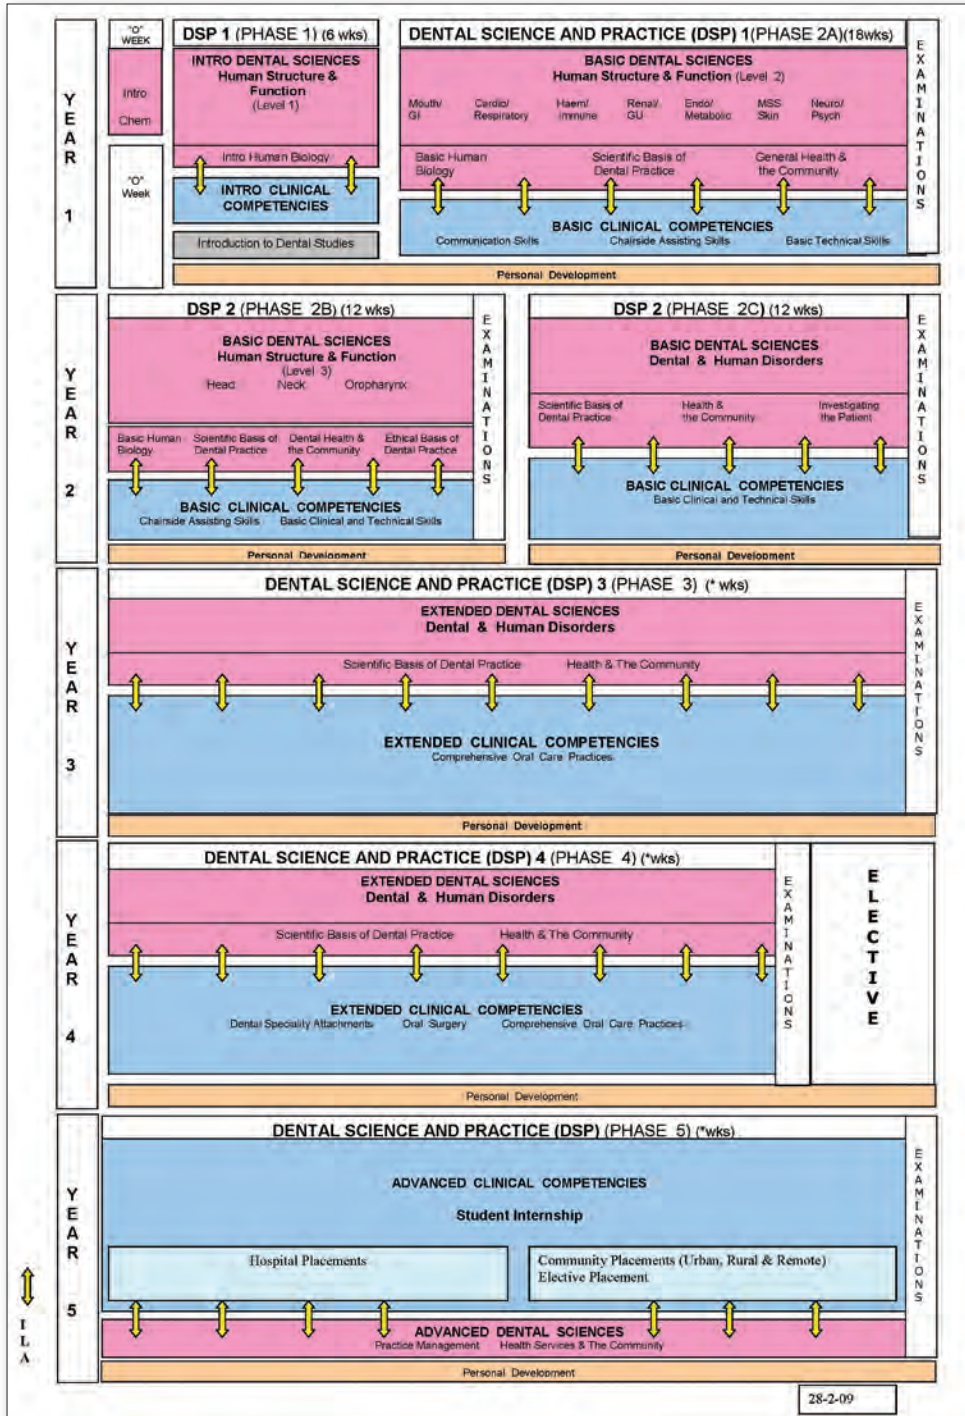 YEAR 1
"O" WEEK
Intro
Chem
"O" Week
DSP 1 (PHASE 1) (6 wks)
INTRO DENTAL SCIENCES
Human Structure &
Function
(Level 1)
Intro Human Biology
INTRO CLINICAL
COMPETENCIES
Introduction to Dental Studies
DENTAL SCIENCE AND PRACTICE (DSP) 1(PHASE 2A)(18wks)
BASIC DENTAL SCIENCES
Human Structure & Function (Level 2)
Mouth/ GI
Cardio/ Respiratory
Haem/ Immune
Renal/ GU
Endo/ Metabolic
MSS Skin
Neuro/ Psych
Basic Human Biology
Scientific Basis of Dental Practice
General Health & the Community
BASIC CLINICAL COMPETENCIES
Communication Skills Chairside Assisting Skills Basic Technical Skills
EXAMINATIONS
Personal Development
YEAR 2
DSP 2 (PHASE 2B) (12 wks)
BASIC DENTAL SCIENCES
Human Structure & Function
(Level 3)
Head Neck Oropharynx
Basic Human Biology
Scientific Basis of Dental Practice
Dental Health & the Community
Ethical Basis of Dental Practice
BASIC CLINICAL COMPETENCIES
Chairside Assisting Skills Basic Clinical and Technical Skills
EXAMINATIONS
Personal Development
DSP 2 (PHASE 2C) (12 wks)
BASIC DENTAL SCIENCES
Dental & Human Disorders
Scientific Basis of Dental Practice
Health & the Community
Investigating the Patient
BASIC CLINICAL COMPETENCIES
Basic Clinical and Technical Skills
EXAMINATIONS
Personal Development
YEAR 3
DENTAL SCIENCE AND PRACTICE (DSP) 3 (PHASE 3) (* wks)
EXTENDED DENTAL SCIENCES
Dental & Human Disorders
Scientific Basis of Dental Practice Health & The Community
EXTENDED CLINICAL COMPETENCIES
Comprehensive Oral Care Practices
EXAMINATIONS
Personal Development
YEAR 4
DENTAL SCIENCE AND PRACTICE (DSP) 4 (PHASE 4) (*wks)
EXTENDED DENTAL SCIENCES
Dental & Human Disorders
Scientific Basis of Dental Practice Health & The Community
EXTENDED CLINICAL COMPETENCIES
Dental Speciality Attachments Oral Surgery Comprehensive Oral Care Practices
EXAMINATIONS
ELECTIVE
Personal Development
YEAR 5
DENTAL SCIENCE AND PRACTICE (DSP) (PHASE 5) (*wks)
ADVANCED CLINICAL COMPETENCIES
Student Internship
Hospital Placements
Community Placements (Urban, Rural & Remote)
Elective Placement
ADVANCED DENTAL SCIENCES
Practice Management Health Services & The Community
EXAMINATIONS
Personal Development
ILA
28-2-09